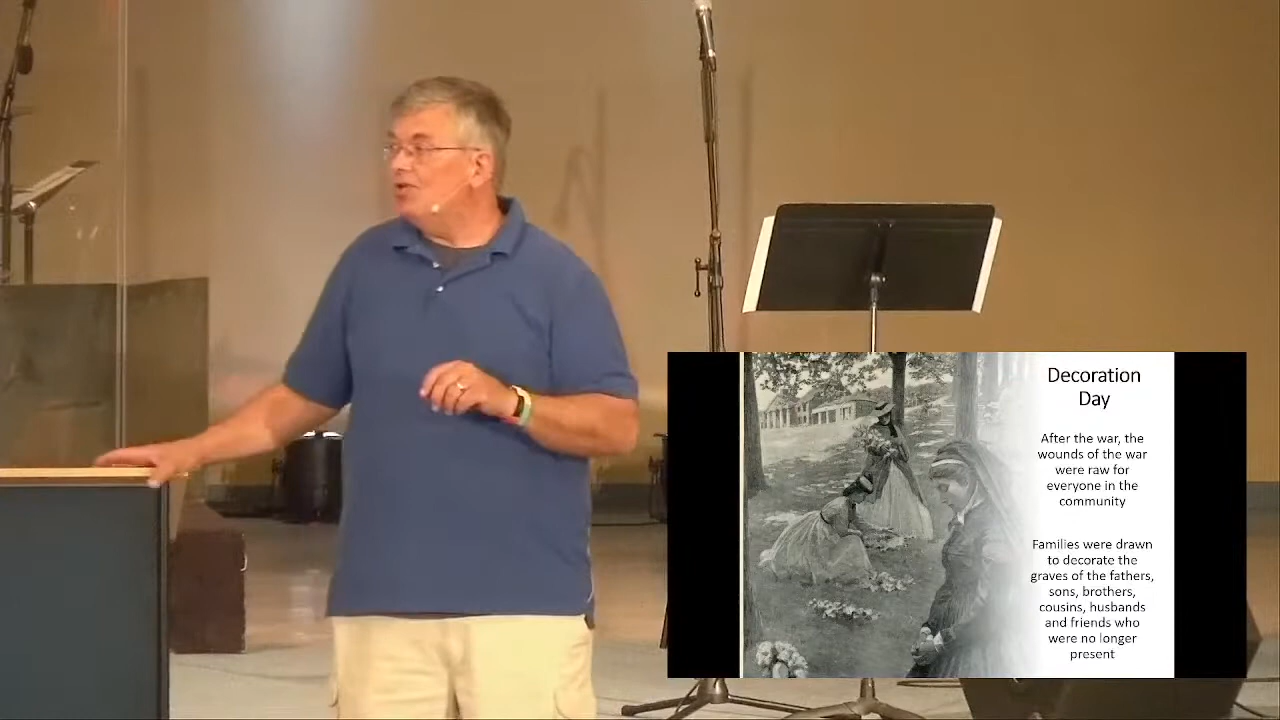 Decoration
Day
After the war, the
wounds of the war
were raw for
everyone in the
community
Families were drawn
to decorate the
graves of the fathers,
sons, brothers,
cousins, husbands
and friends who
were no longer
present